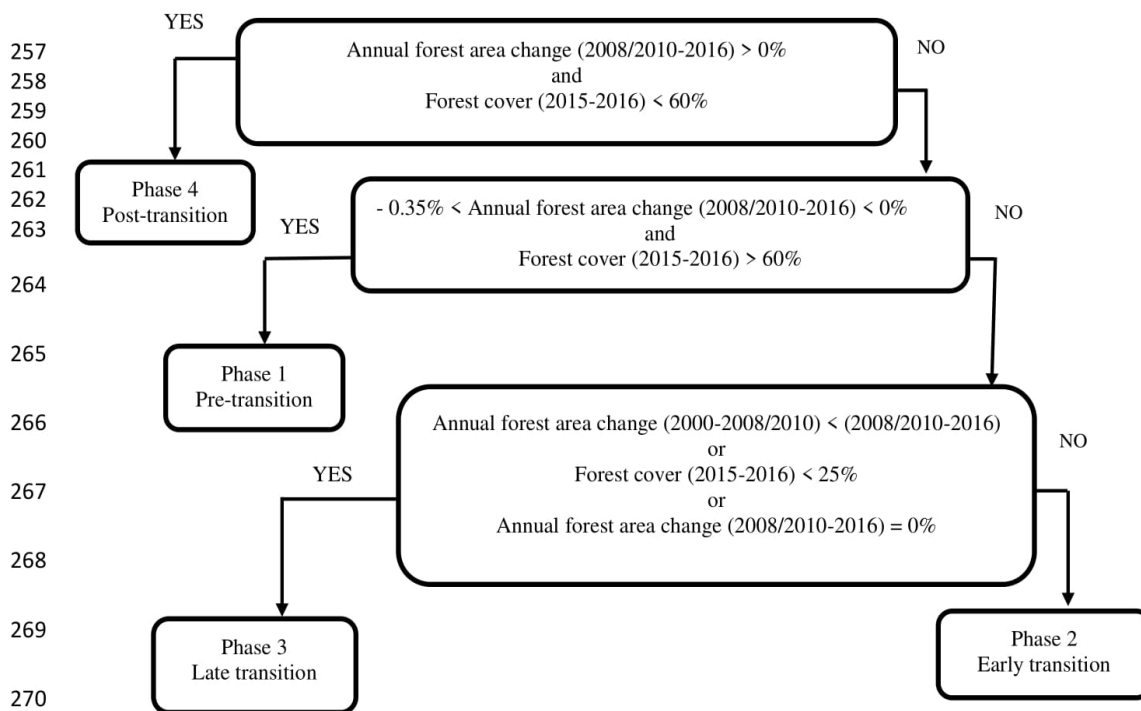 YES
257
Annual forest area change (2008/2010-2016) > 0%
NO
258
and
259
Forest cover (2015-2016) < 60%
260
261
Phase 4
262
Post-transition
- 0.35% < Annual forest area change (2008/2010-2016) < 0%
NO
263
YES
and
Forest cover (2015-2016) > 60%
264
265
Phase 1
Pre-transition
266
Annual forest area change (2000-2008/2010) < (2008/2010-2016)
or
NO
YES
Forest cover (2015-2016) < 25%
267
or
Annual forest area change (2008/2010-2016) = 0%
268
269
Phase 3
Late transition
Phase 2
Early transition
270